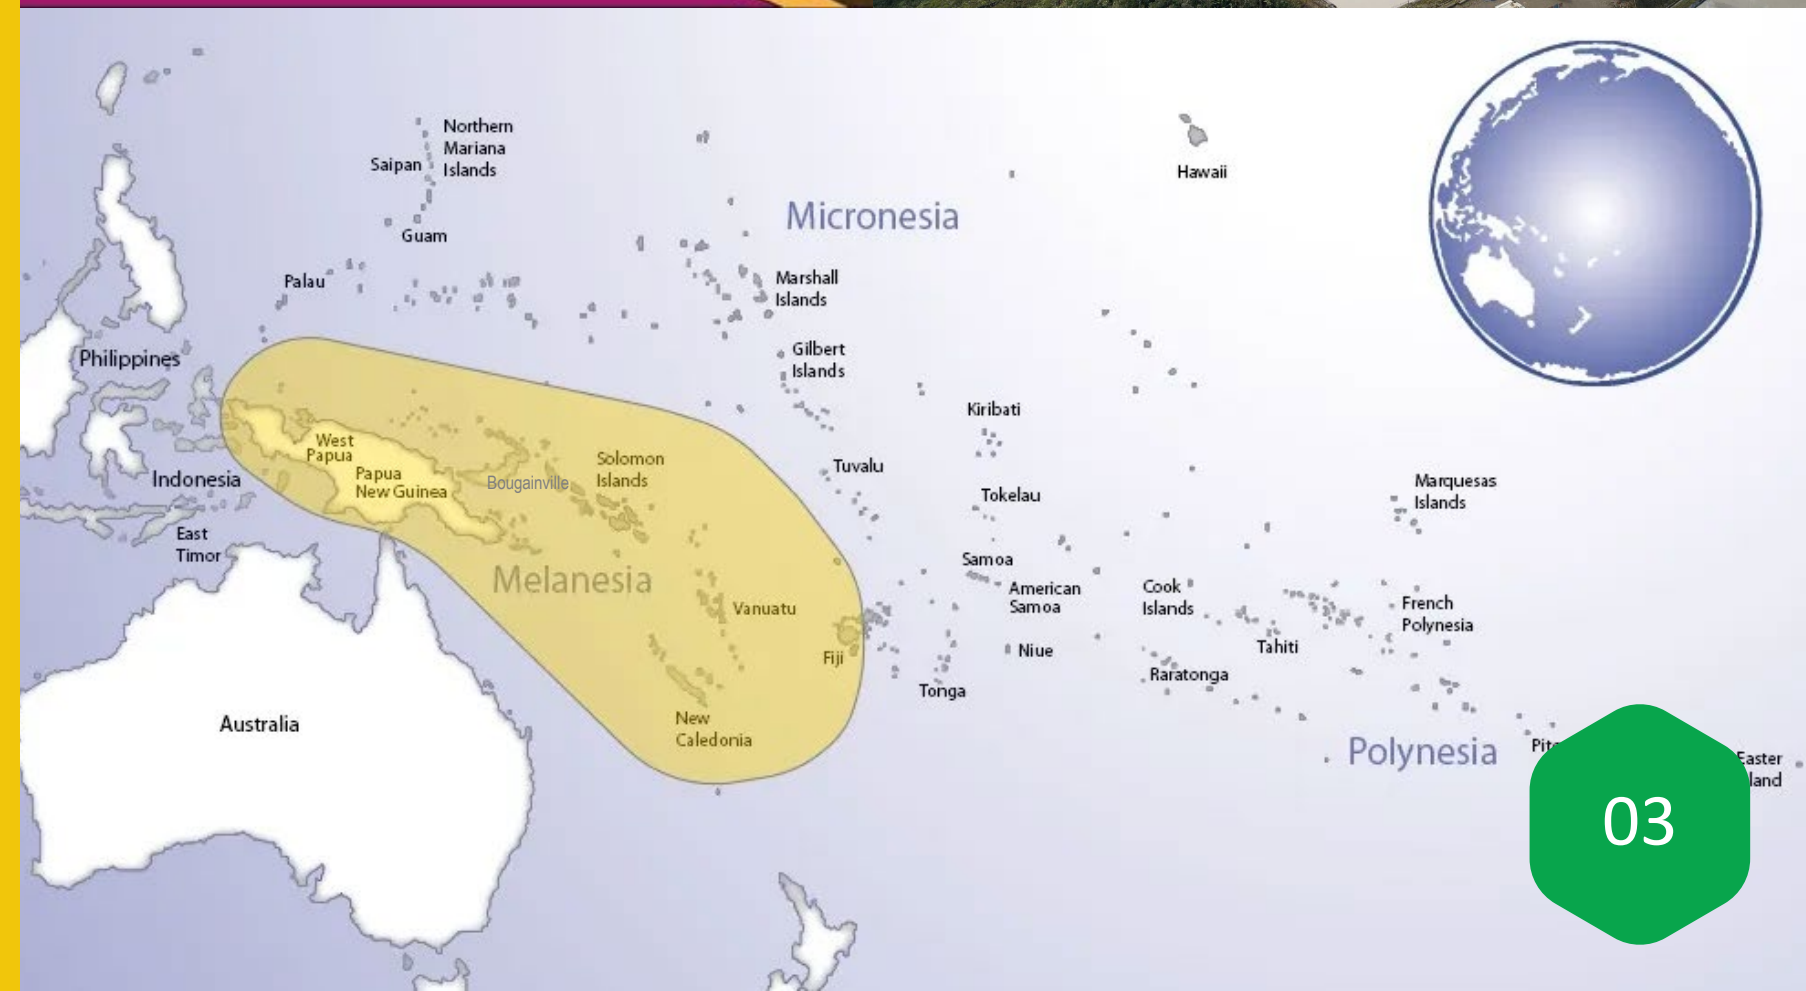 Northern
Mariana
Islands
Saipan
Guam
Hawaii
Micronesia
Palau
Marshall
Islands
Philippines
Gilbert
Islands
Kiribati
West
Papua
Papua
New Guinea
Bougainville
Solomon
Islands
Tuvalu
Indonesia
Tokelau
Marquesas
Islands
East
Timor
Samoa
American
Samoa
Melanesia
Vanuatu
Cook
Islands
French
Polynesia
Fiji
Niue
Tahiti
Tonga
Raratonga
New
Caledonia
Australia
Polynesia
Easter
03